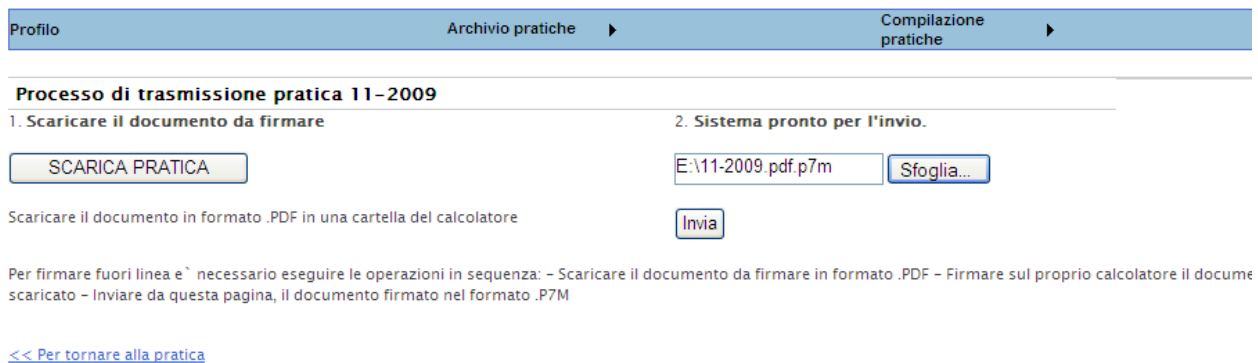 Profilo
Archivio pratiche
Compilazione
pratiche
Processo di trasmissione pratica 11-2009
1. Scaricare il documento da firmare
2. Sistema pronto per l'invio.
SCARICA PRATICA
E:\11-2009.pdf.p7m
Sfoglia...
Scaricare il documento in formato .PDF in una cartella del calcolatore
Invia
Per firmare fuori linea e` necessario eseguire le operazioni in sequenza: - Scaricare il documento da firmare in formato .PDF - Firmare sul proprio calcolatore il docume
scaricato - Inviare da questa pagina, il documento firmato nel formato .P7M
<< Per tornare alla pratica